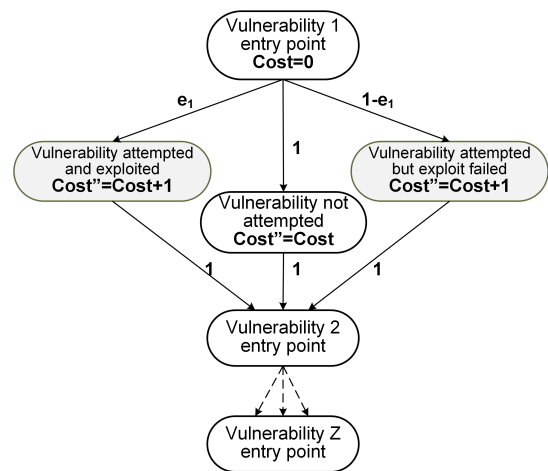 Vulnerability 1
entry point
Cost=0
e₁
1
1-e₁
Vulnerability attempted
and exploited
Cost”=Cost+1
Vulnerability attempted
but exploit failed
Cost”=Cost+1
Vulnerability not
attempted
Cost”=Cost
1
1
1
Vulnerability 2
entry point
Vulnerability Z
entry point